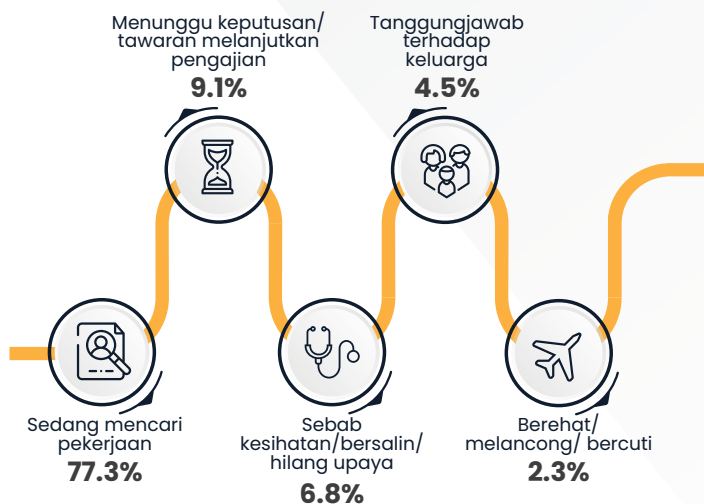 Menunggu keputusan/
tawaran melanjutkan
pengajian
9.1%
Tanggungjawab
terhadap
keluarga
4.5%
Sedang mencari
pekerjaan
77.3%
Sebab
kesihatan/bersalin/
hilang upaya
6.8%
Berehat/
melancong/ bercuti
2.3%